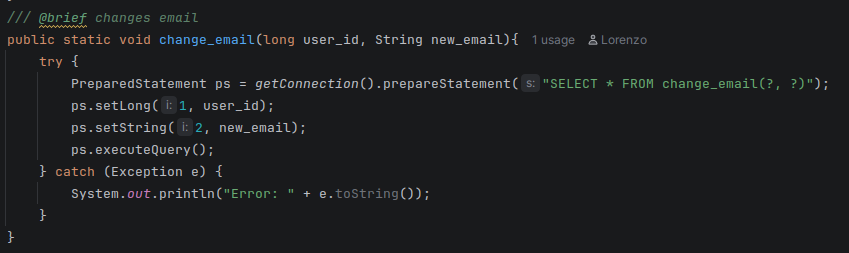 /// @brief changes email
public static void change_email(long user_id, String new_email){ 1 usage Lorenzo
try {
PreparedStatement ps = getConnection().prepareStatement( s: "SELECT * FROM change_email(?, ?)");
ps.setLong( i: 1, user_id);
ps.setString( i: 2, new_email);
ps.executeQuery();
} catch (Exception e) {
System.out.println("Error: " + e.toString());
}
}